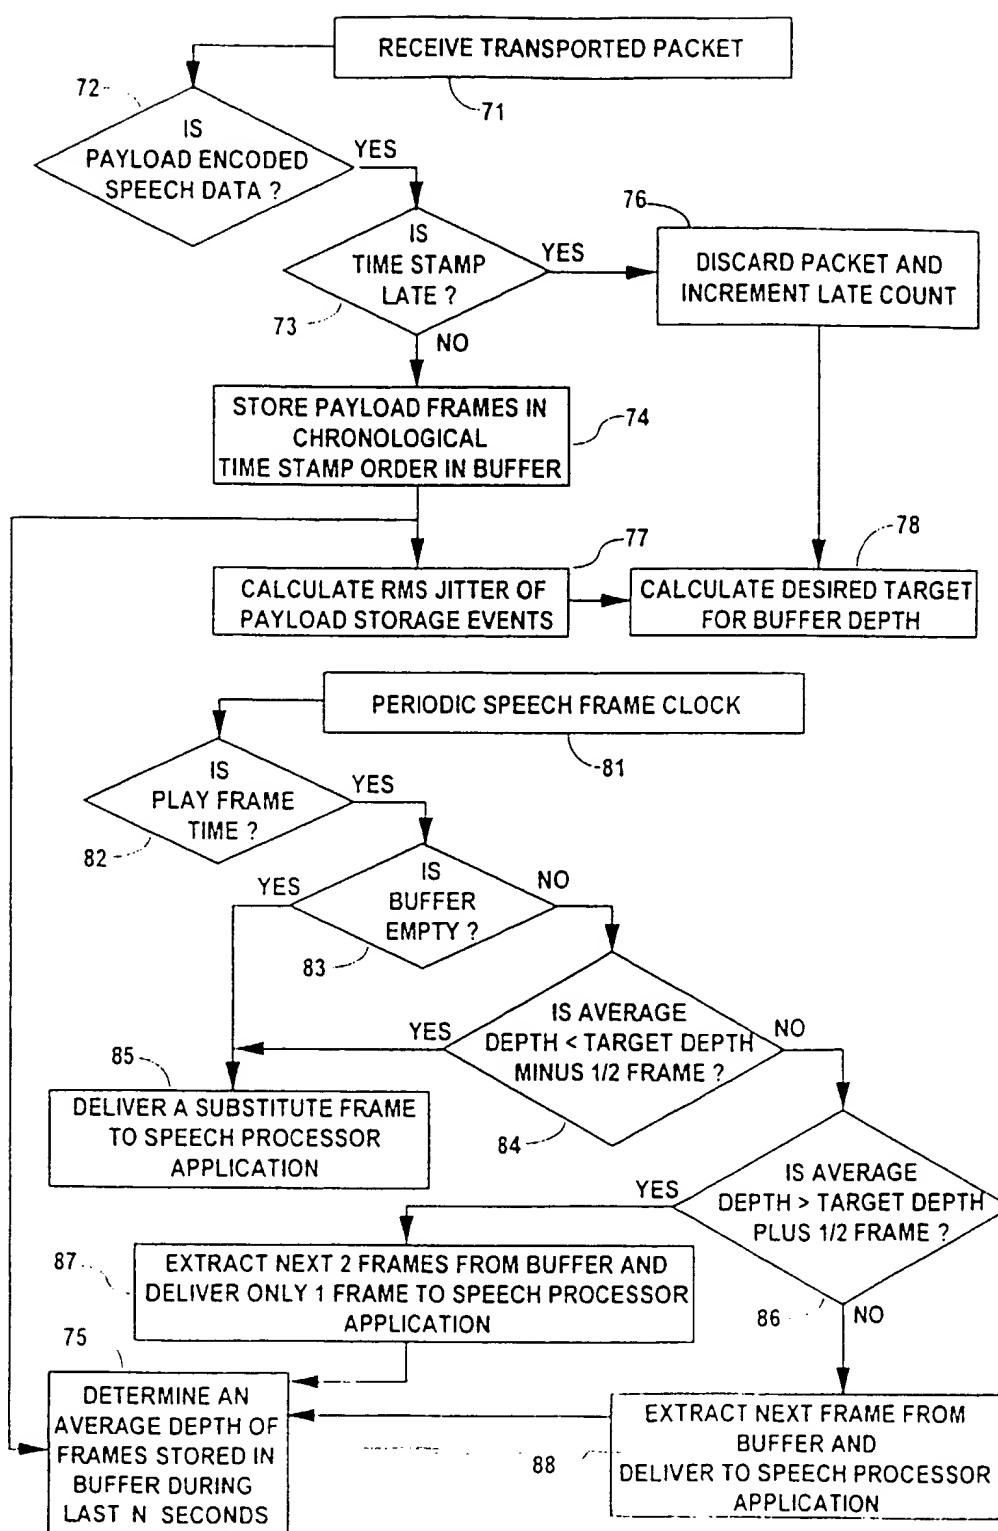 RECEIVE TRANSPORTED PACKET
71
72
IS
PAYLOAD ENCODED
SPEECH DATA ?
YES
IS
TIME STAMP
LATE ?
73
YES
NO
76
DISCARD PACKET AND
INCREMENT LATE COUNT
STORE PAYLOAD FRAMES IN
CHRONOLOGICAL
TIME STAMP ORDER IN BUFFER
74
77
CALCULATE RMS JITTER OF
PAYLOAD STORAGE EVENTS
78
CALCULATE DESIRED TARGET
FOR BUFFER DEPTH
PERIODIC SPEECH FRAME CLOCK
81
IS
PLAY FRAME
TIME ?
82
YES
IS
BUFFER
EMPTY ?
83
YES
NO
IS AVERAGE
DEPTH < TARGET DEPTH
MINUS 1/2 FRAME ?
84
YES
NO
85
DELIVER A SUBSTITUTE FRAME
TO SPEECH PROCESSOR
APPLICATION
IS AVERAGE
DEPTH > TARGET DEPTH
PLUS 1/2 FRAME ?
86
YES
NO
87
EXTRACT NEXT 2 FRAMES FROM BUFFER AND
DELIVER ONLY 1 FRAME TO SPEECH PROCESSOR
APPLICATION
75
DETERMINE AN
AVERAGE DEPTH OF
FRAMES STORED IN
BUFFER DURING
LAST N SECONDS
88
EXTRACT NEXT FRAME FROM
BUFFER AND
DELIVER TO SPEECH PROCESSOR
APPLICATION